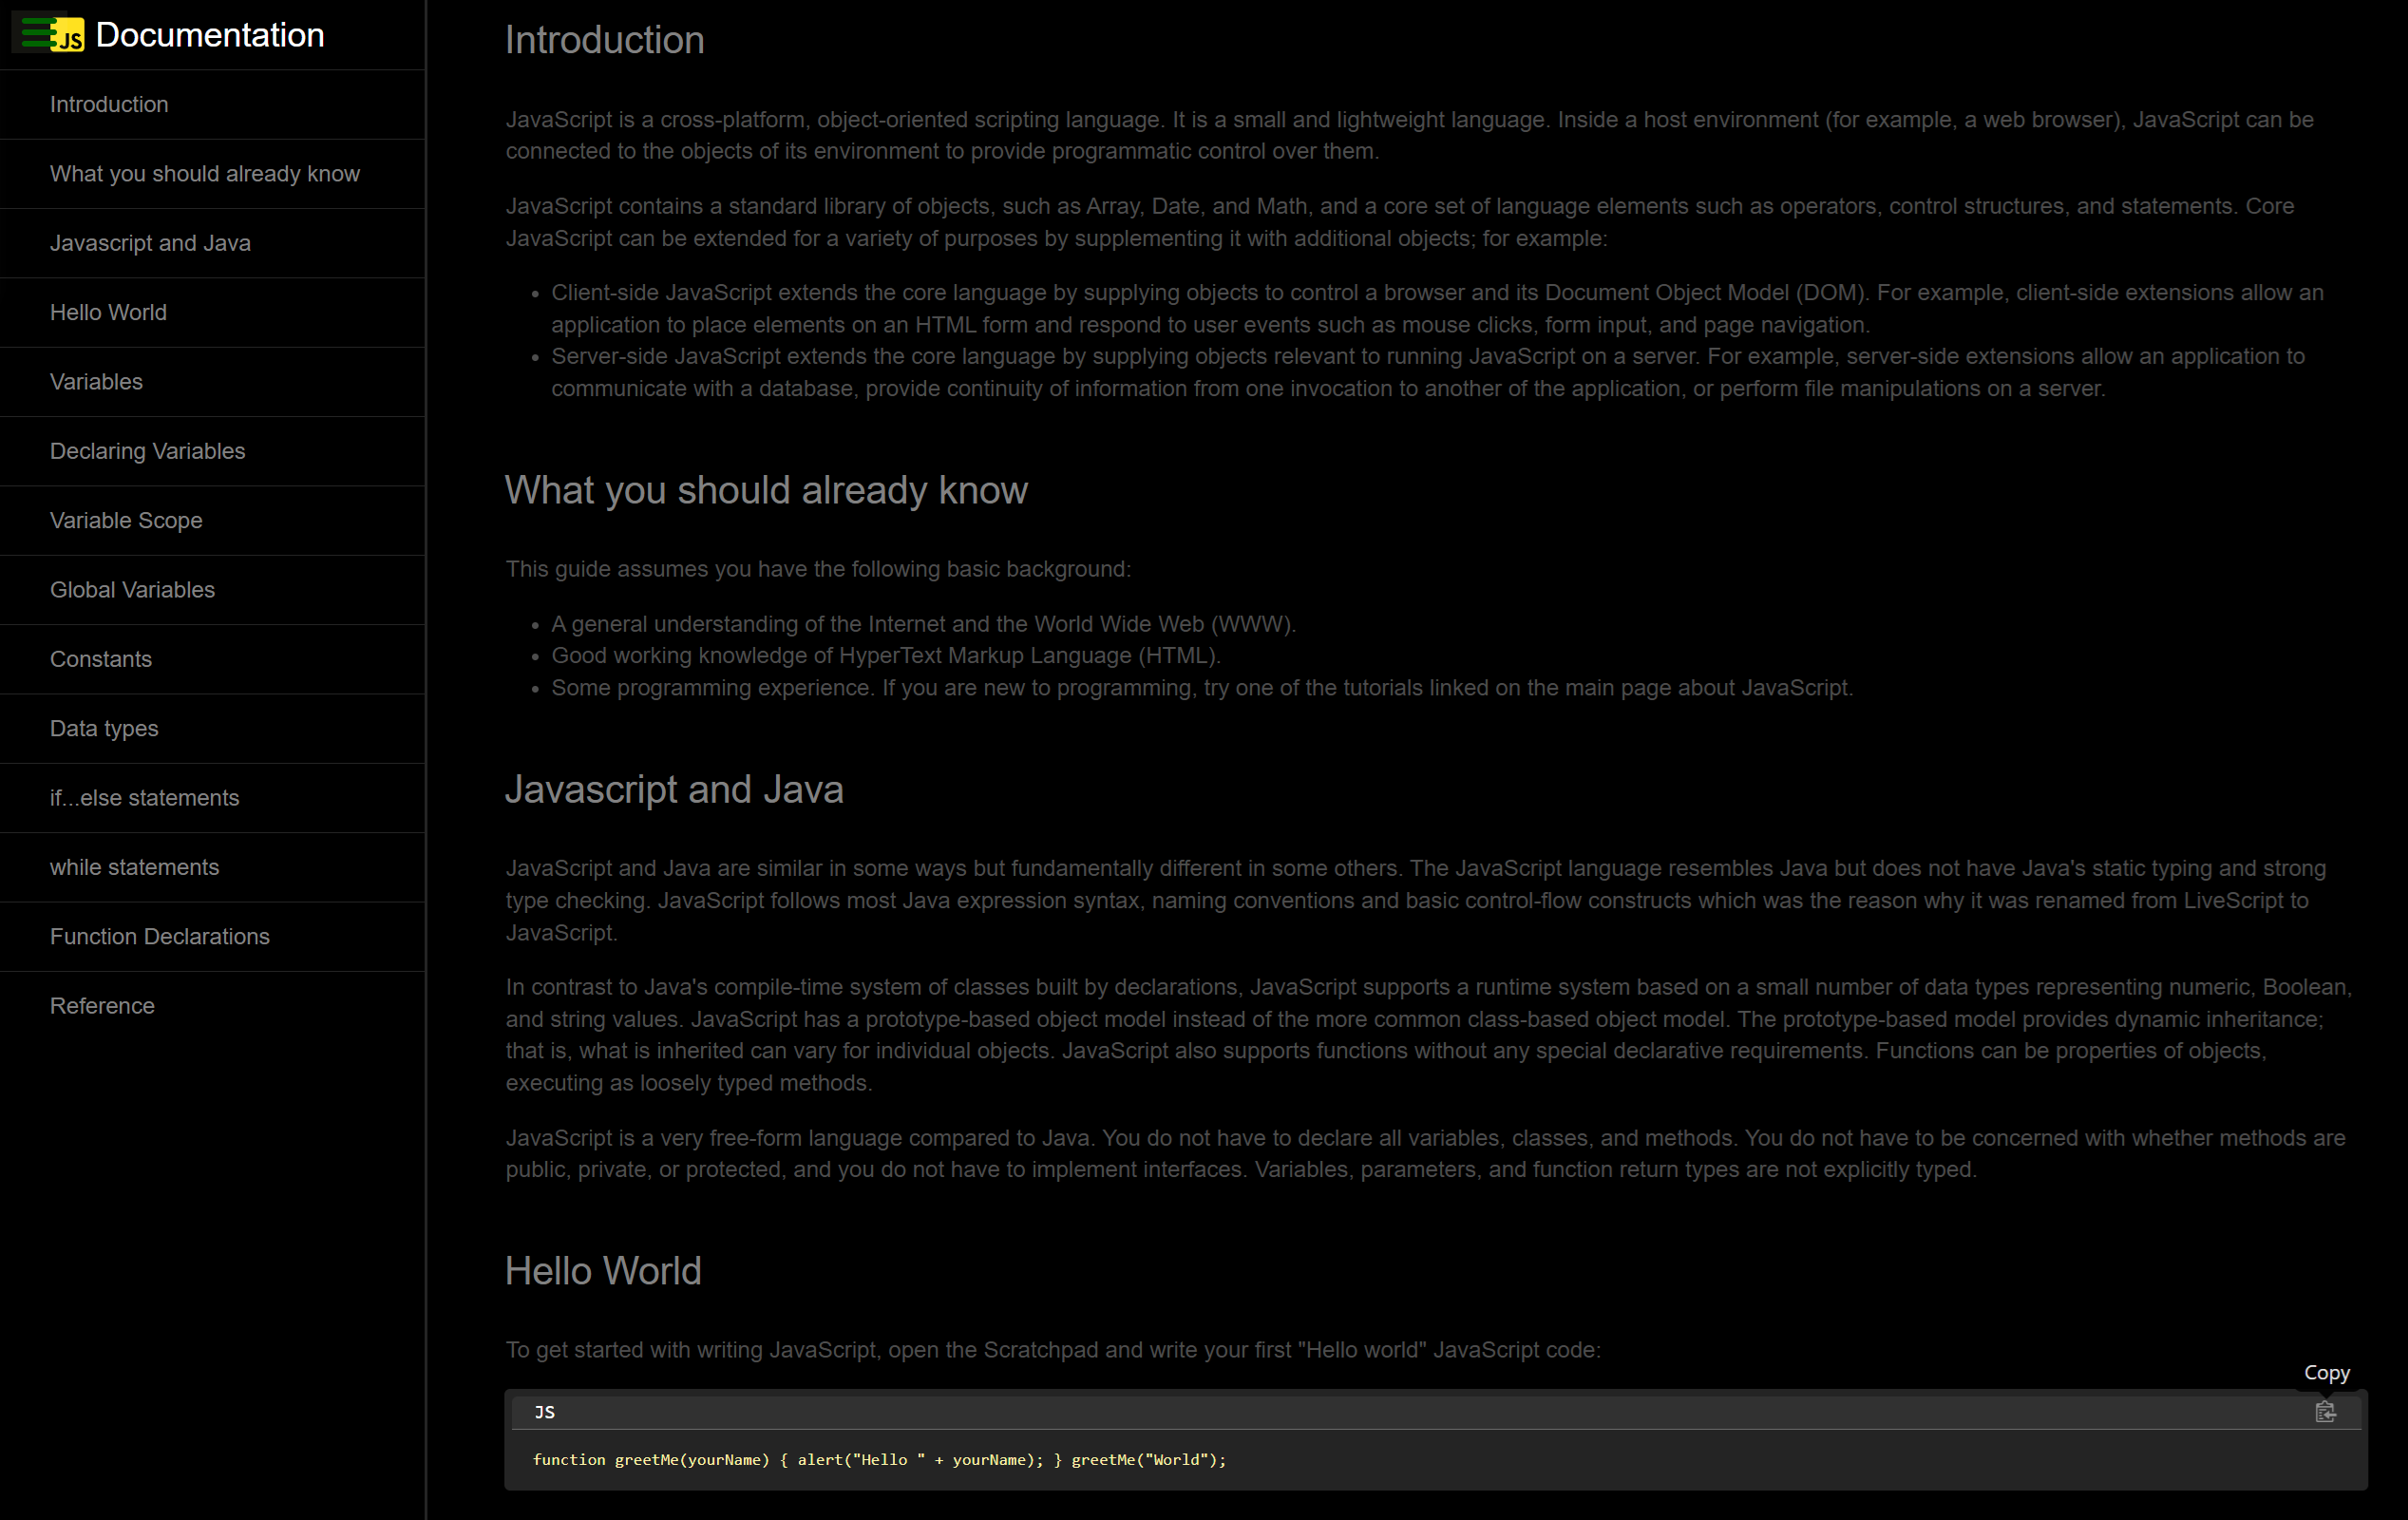 JS Documentation
Introduction
What you should already know
Javascript and Java
Hello World
Variables
Declaring Variables
Variable Scope
Global Variables
Constants
Data types
if...else statements
while statements
Function Declarations
Reference
Introduction
JavaScript is a cross-platform, object-oriented scripting language. It is a small and lightweight language. Inside a host environment (for example, a web browser), JavaScript can be
connected to the objects of its environment to provide programmatic control over them.
JavaScript contains a standard library of objects, such as Array, Date, and Math, and a core set of language elements such as operators, control structures, and statements. Core
JavaScript can be extended for a variety of purposes by supplementing it with additional objects; for example:
• Client-side JavaScript extends the core language by supplying objects to control a browser and its Document Object Model (DOM). For example, client-side extensions allow an
application to place elements on an HTML form and respond to user events such as mouse clicks, form input, and page navigation.
• Server-side JavaScript extends the core language by supplying objects relevant to running JavaScript on a server. For example, server-side extensions allow an application to
communicate with a database, provide continuity of information from one invocation to another of the application, or perform file manipulations on a server.
What you should already know
This guide assumes you have the following basic background:
• A general understanding of the Internet and the World Wide Web (WWW).
• Good working knowledge of HyperText Markup Language (HTML).
• Some programming experience. If you are new to programming, try one of the tutorials linked on the main page about JavaScript.
Javascript and Java
JavaScript and Java are similar in some ways but fundamentally different in some others. The JavaScript language resembles Java but does not have Java's static typing and strong
type checking. JavaScript follows most Java expression syntax, naming conventions and basic control-flow constructs which was the reason why it was renamed from LiveScript to
JavaScript.
In contrast to Java's compile-time system of classes built by declarations, JavaScript supports a runtime system based on a small number of data types representing numeric, Boolean,
and string values. JavaScript has a prototype-based object model instead of the more common class-based object model. The prototype-based model provides dynamic inheritance;
that is, what is inherited can vary for individual objects. JavaScript also supports functions without any special declarative requirements. Functions can be properties of objects,
executing as loosely typed methods.
JavaScript is a very free-form language compared to Java. You do not have to declare all variables, classes, and methods. You do not have to be concerned with whether methods are
public, private, or protected, and you do not have to implement interfaces. Variables, parameters, and function return types are not explicitly typed.
Hello World
To get started with writing JavaScript, open the Scratchpad and write your first "Hello world" JavaScript code:
Copy
JS
function greetMe(yourName) { alert("Hello " + yourName); } greetMe("World");